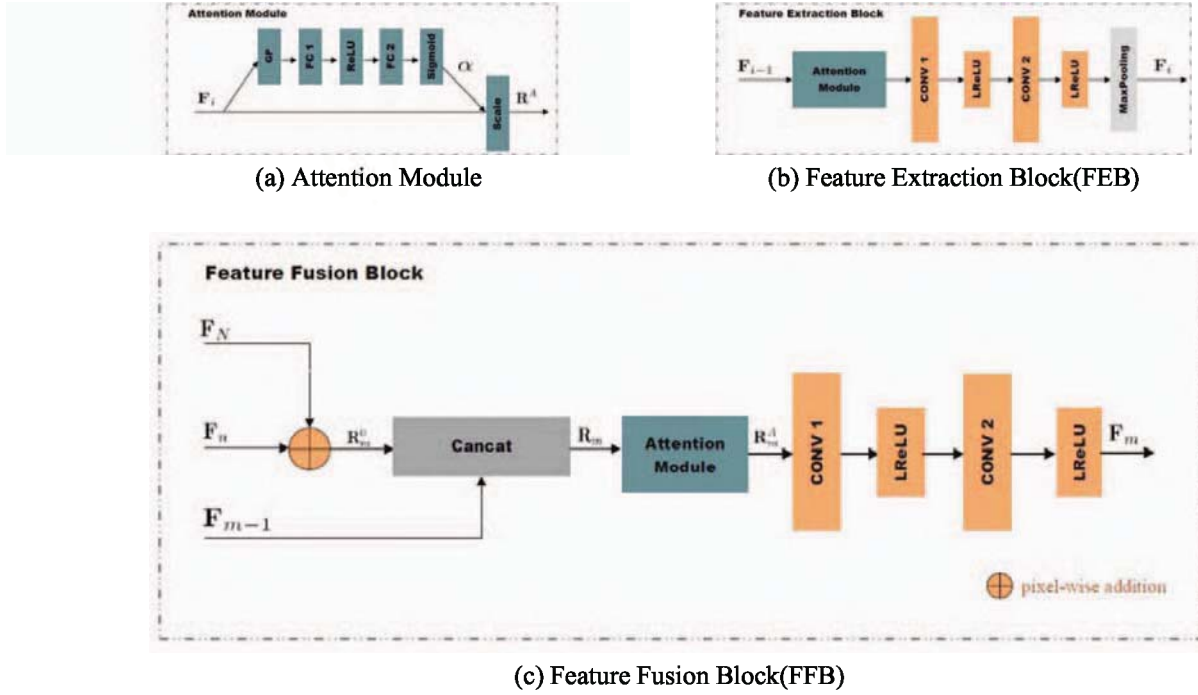 Attention Module
F_i
GP
FC 1
ReLU
FC 2
Sigmoid
α
Scale
R^A
(a) Attention Module
Feature Extraction Block
F_{i-1}
Attention
Module
CONV 1
LReLU
CONV 2
LReLU
MaxPooling
F_i
(b) Feature Extraction Block(FEB)
Feature Fusion Block
F_N
F_n
R_m^0
F_{m-1}
Cancat
R_m
Attention
Module
R_m^A
CONV 1
LReLU
CONV 2
LReLU
F_m
pixel-wise addition
(c) Feature Fusion Block(FFB)